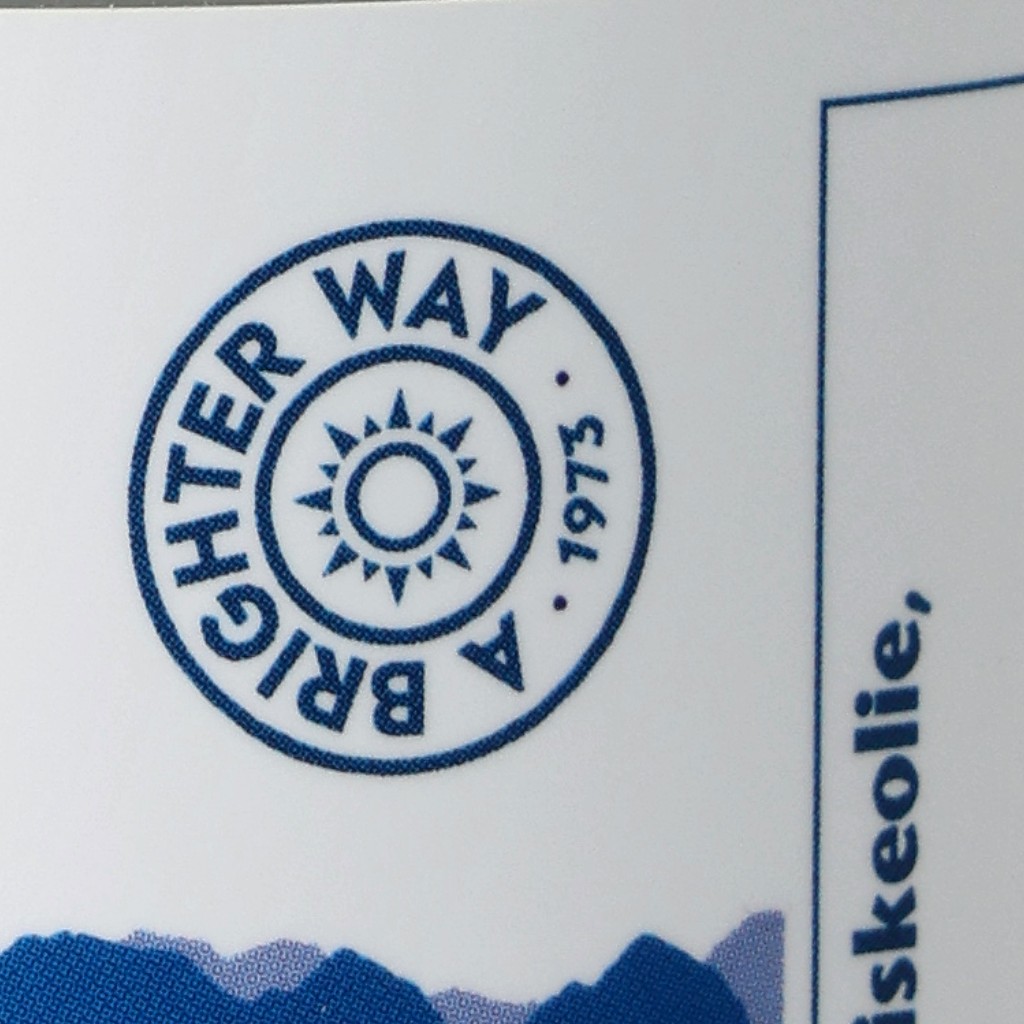 A BRIGHTER WAY
• 1973 •
iskeolie,